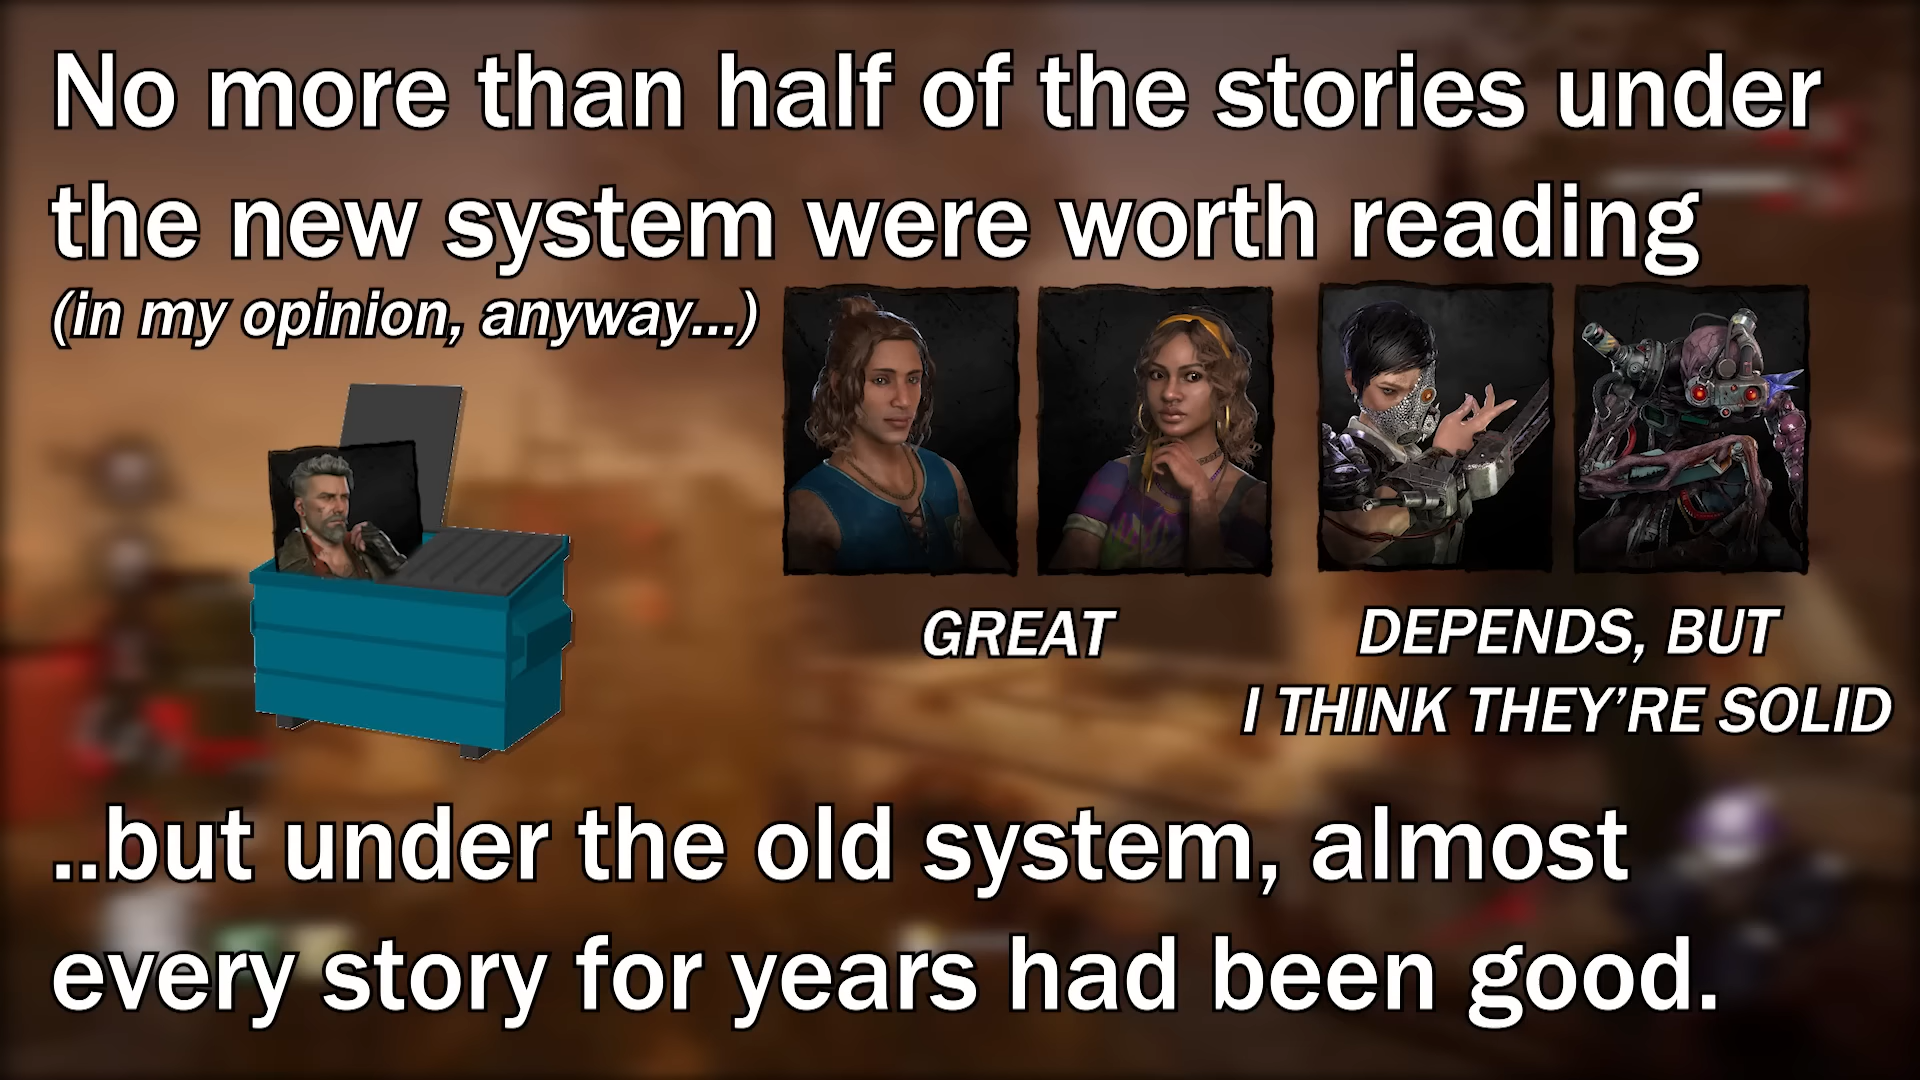 No more than half of the stories under
the new system were worth reading
(in my opinion, anyway...)
GREAT
DEPENDS, BUT
I THINK THEY'RE SOLID
..but under the old system, almost
every story for years had been good.